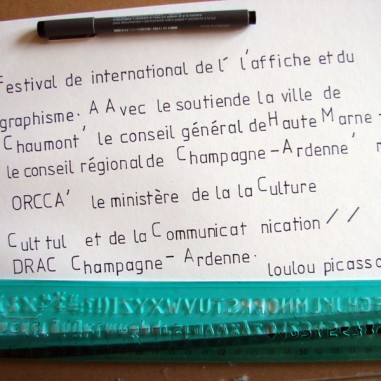 Festival de international de l´ l'affiche et du
graphisme. A Avec le soutiende la ville de
Chaumont' le conseil général deHaute Marne -
le conseil régional de Champagne-Ardenne'
ORCCA' le ministère de la la Culture
Cult tul et de la Communicat nication //
DRAC Champagne- Ardenne.
loulou picasso